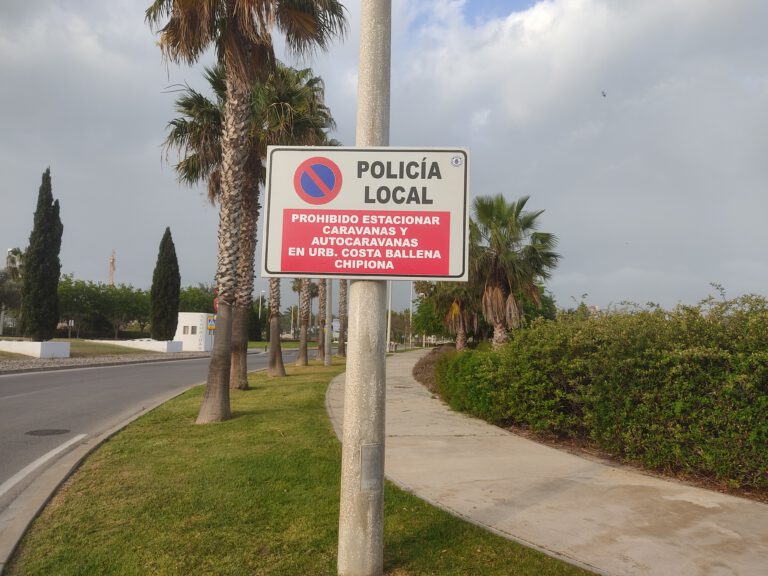 POLICÍA
LOCAL
PROHIBIDO ESTACIONAR
CARAVANAS Y
AUTOCARAVANAS
EN URB. COSTA BALLENA
CHIPIONA